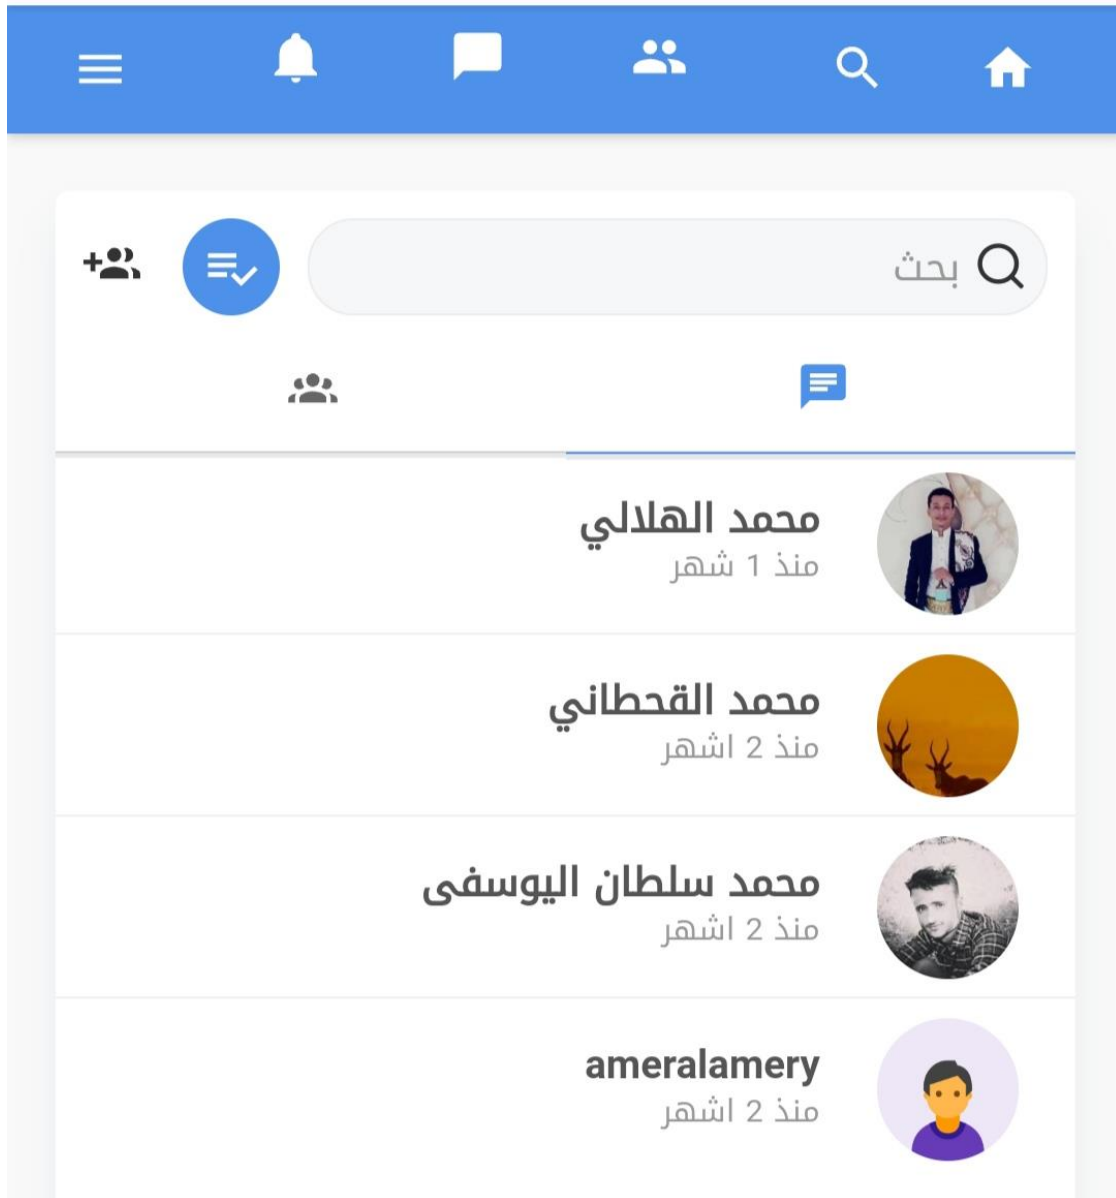 بحث
محمد الهلالي
منذ 1 شهر
محمد القحطاني
منذ 2 اشهر
محمد سلطان اليوسفى
منذ 2 اشهر
ameralamery
منذ 2 اشهر